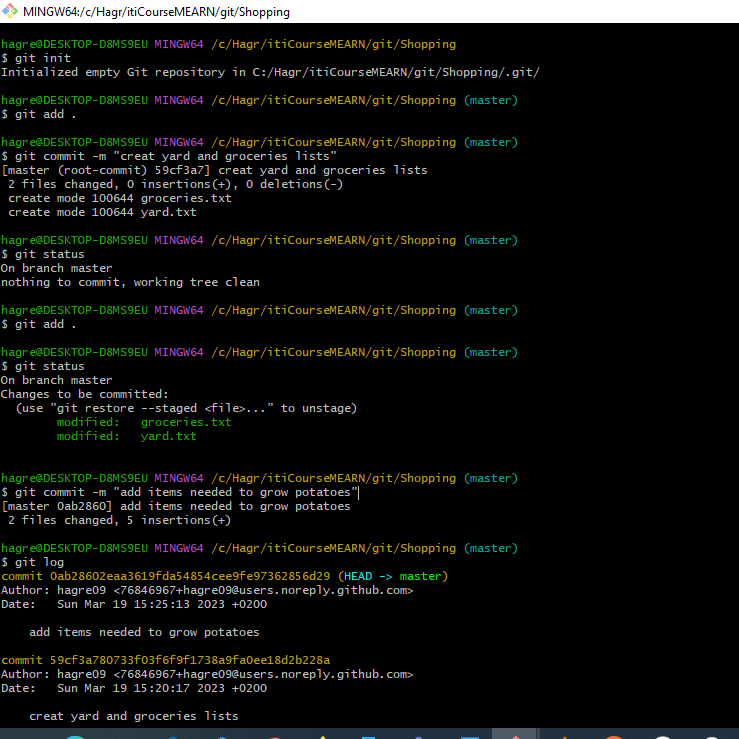 MINGW64:/c/Hagr/itiCourseMEARN/git/Shopping
hagre@DESKTOP-D8MS9EU MINGW64 /c/Hagr/itiCourseMEARN/git/Shopping
$ git init
Initialized empty Git repository in C:/Hagr/itiCourseMEARN/git/Shopping/.git/
hagre@DESKTOP-D8MS9EU MINGW64 /c/Hagr/itiCourseMEARN/git/Shopping (master)
$ git add .
hagre@DESKTOP-D8MS9EU MINGW64 /c/Hagr/itiCourseMEARN/git/Shopping (master)
$ git commit -m "creat yard and groceries lists"
[master (root-commit) 59cf3a7] creat yard and groceries lists
 2 files changed, 0 insertions(+), 0 deletions(-)
 create mode 100644 groceries.txt
 create mode 100644 yard.txt
hagre@DESKTOP-D8MS9EU MINGW64 /c/Hagr/itiCourseMEARN/git/Shopping (master)
$ git status
On branch master
nothing to commit, working tree clean
hagre@DESKTOP-D8MS9EU MINGW64 /c/Hagr/itiCourseMEARN/git/Shopping (master)
$ git add .
hagre@DESKTOP-D8MS9EU MINGW64 /c/Hagr/itiCourseMEARN/git/Shopping (master)
$ git status
On branch master
Changes to be committed:
  (use "git restore --staged <file>..." to unstage)
        modified:   groceries.txt
        modified:   yard.txt
hagre@DESKTOP-D8MS9EU MINGW64 /c/Hagr/itiCourseMEARN/git/Shopping (master)
$ git commit -m "add items needed to grow potatoes"
[master 0ab2860] add items needed to grow potatoes
 2 files changed, 5 insertions(+)
hagre@DESKTOP-D8MS9EU MINGW64 /c/Hagr/itiCourseMEARN/git/Shopping (master)
$ git log
commit 0ab28602eaa3619fda54854cee9fe97362856d29 (HEAD -> master)
Author: hagre09 <76846967+hagre09@users.noreply.github.com>
Date:   Sun Mar 19 15:25:13 2023 +0200
    add items needed to grow potatoes
commit 59cf3a780733f03f6f9f1738a9fa0ee18d2b228a
Author: hagre09 <76846967+hagre09@users.noreply.github.com>
Date:   Sun Mar 19 15:20:17 2023 +0200
    creat yard and groceries lists